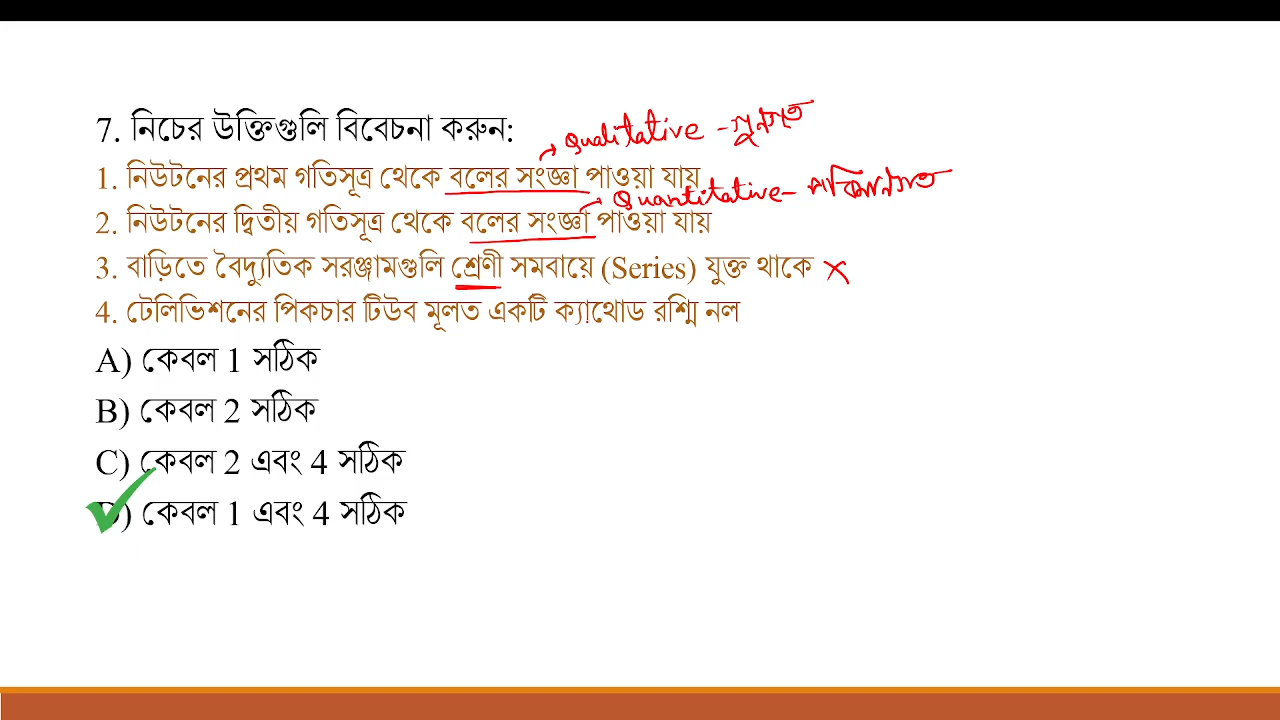 7. নিচের উক্তিগুলি বিবেচনা করুন:
Qualitative - গুণগত
1. নিউটনের প্রথম গতিসূত্র থেকে বলের সংজ্ঞা পাওয়া যায়
Quantitative - পরিমাণগত
2. নিউটনের দ্বিতীয় গতিসূত্র থেকে বলের সংজ্ঞা পাওয়া যায়
3. বাড়িতে বৈদ্যুতিক সরঞ্জামগুলি শ্রেণী সমবায়ে (Series) যুক্ত থাকে ×
4. টেলিভিশনের পিকচার টিউব মূলত একটি ক্যাথোড রশ্মি নল
A) কেবল 1 সঠিক
B) কেবল 2 সঠিক
C) কেবল 2 এবং 4 সঠিক
D) কেবল 1 এবং 4 সঠিক